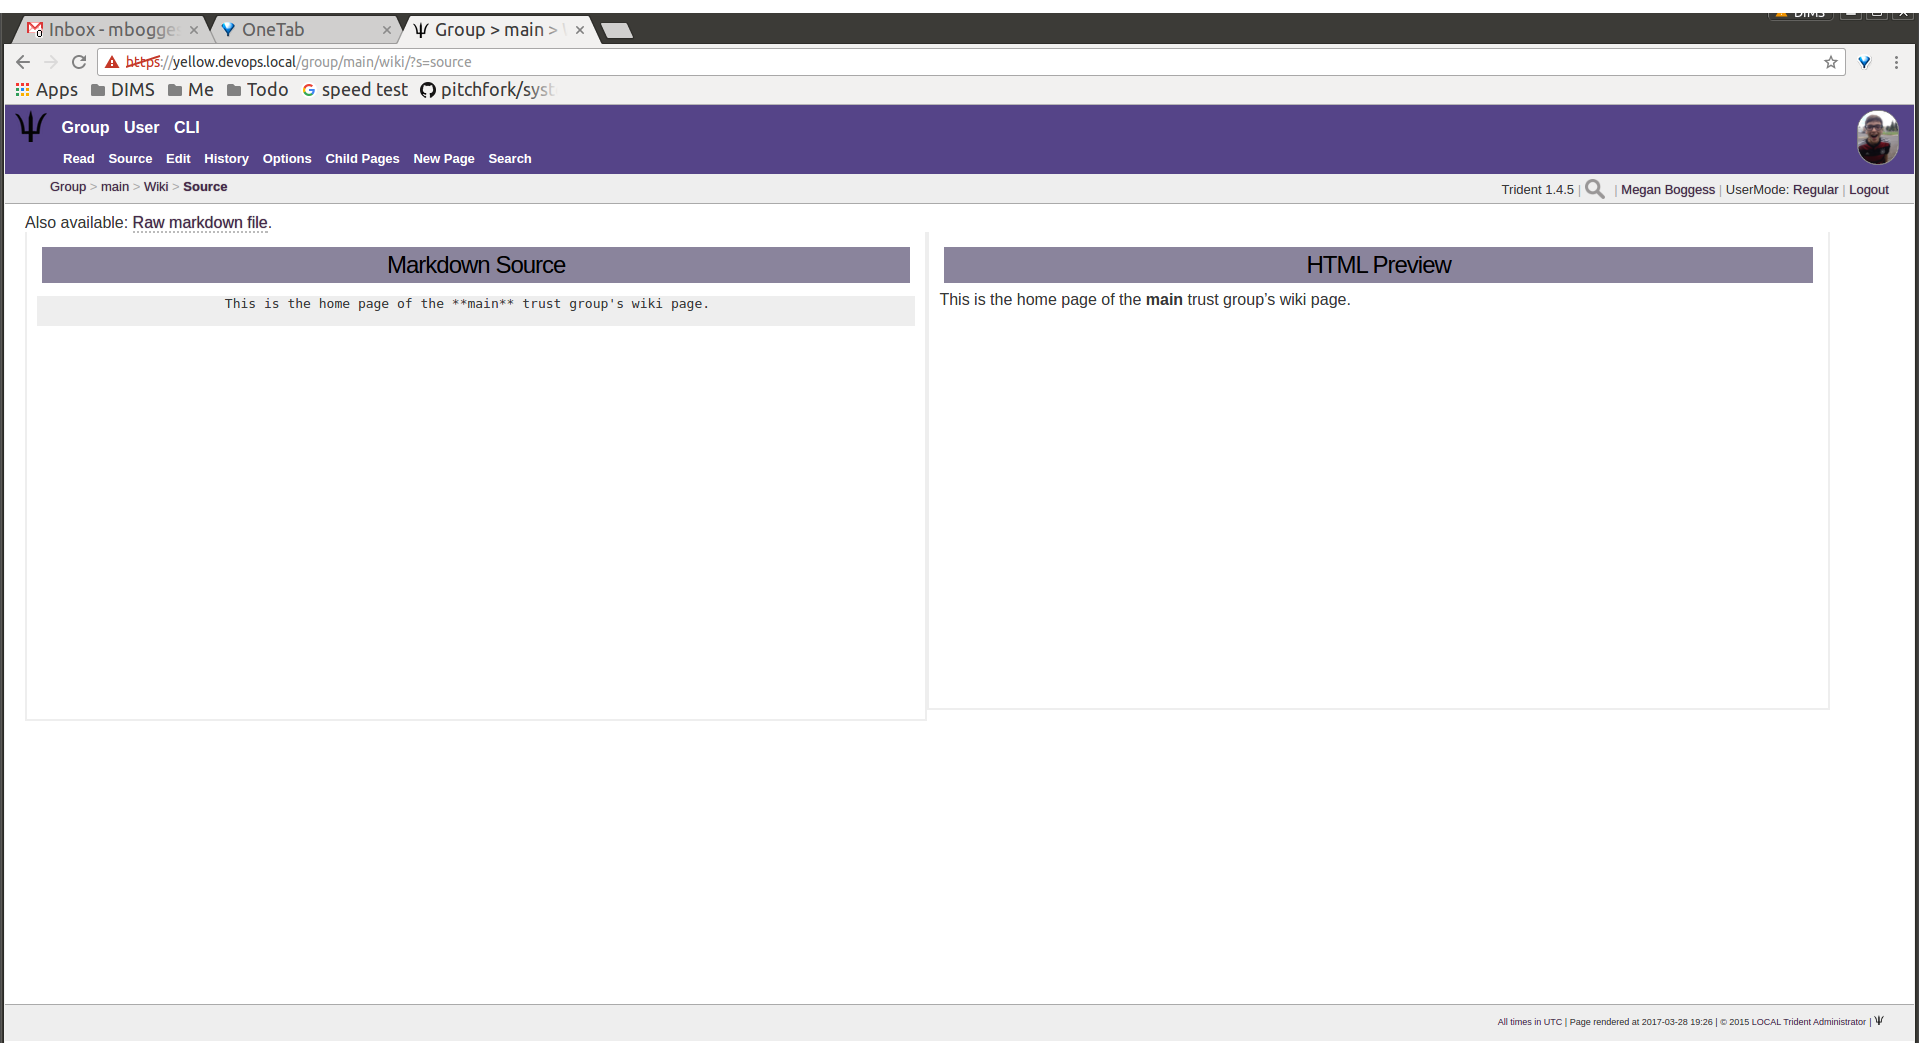 DIMS
Inbox - mbogge
OneTab
Group > main >
https://yellow.devops.local/group/main/wiki/?s=source
Apps DIMS Me Todo speed test pitchfork/syst
Group User CLI
Read Source Edit History Options Child Pages New Page Search
Group > main > Wiki > Source
Trident 1.4.5 | | Megan Boggess | UserMode: Regular | Logout
Also available: Raw markdown file.
Markdown Source
This is the home page of the **main** trust group's wiki page.
HTML Preview
This is the home page of the main trust group’s wiki page.
All times in UTC | Page rendered at 2017-03-28 19:26 | © 2015 LOCAL Trident Administrator |